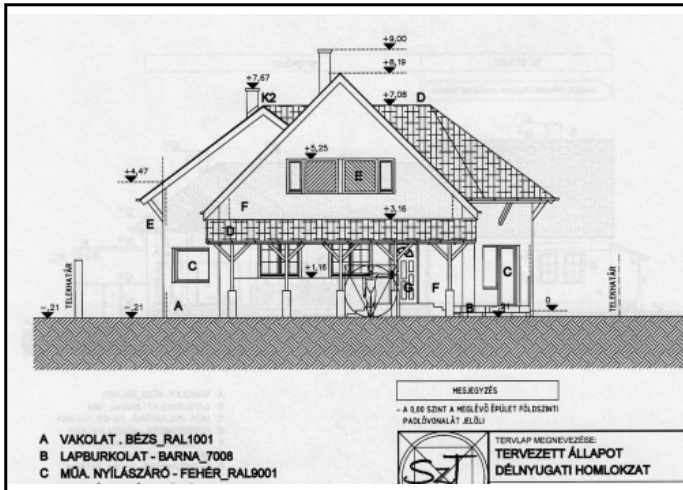 +9,00
+8,19
+7,67
K2
+7,08 D
+5,25
+4,47
E
F
+3,16
E
D
C
C
+1,16
TELEKHATÁR
TELEKHATÁR
A
G
F
B
-,21
-,21
-,21
0
MEGJEGYZÉS
- A 0,00 SZINT A MEGLÉVŐ ÉPÜLET FÖLDSZINTI
PADLÓVONALÁT JELÖLI
A VAKOLAT . BÉZS_RAL1001
B LAPBURKOLAT - BARNA_7008
C MŰA. NYÍLÁSZÁRÓ - FEHÉR_RAL9001
SzT
TERVLAP MEGNEVEZÉSE:
TERVEZETT ÁLLAPOT
DÉLNYUGATI HOMLOKZAT